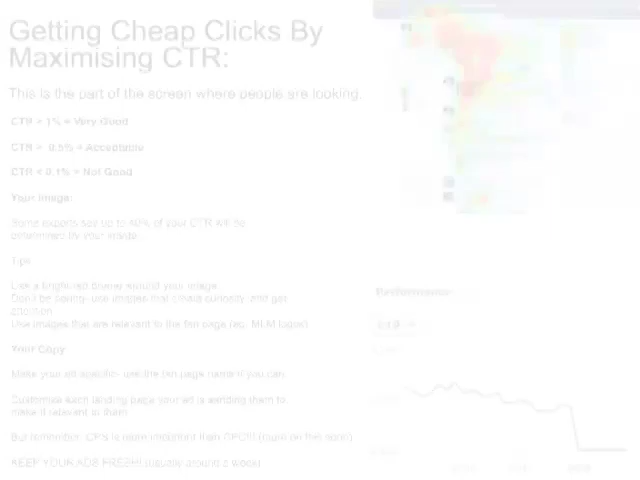 Getting Cheap Clicks By
Maximising CTR:
This is the part of the screen where people are looking.
CTR > 1% = Very Good
CTR > 0.5% = Acceptable
CTR < 0.1% = Not Good
Your Image:
Some experts say up to 40% of your CTR will be
determined by your image.
Tips
Use a bright red border around your image
Don't be boring- use images that create curiosity, and get
attention
Use images that are relevant to the fan page (eg. MLM logos)
Your Copy
Make your ad specific- use the fan page name if you can.
Customise each landing page your ad is sending them to
make it relevant to them
But remember, is more important than (more on this soon)
KEEP YOUR ADS FRESH! (usually around a week)
Performance
CTR